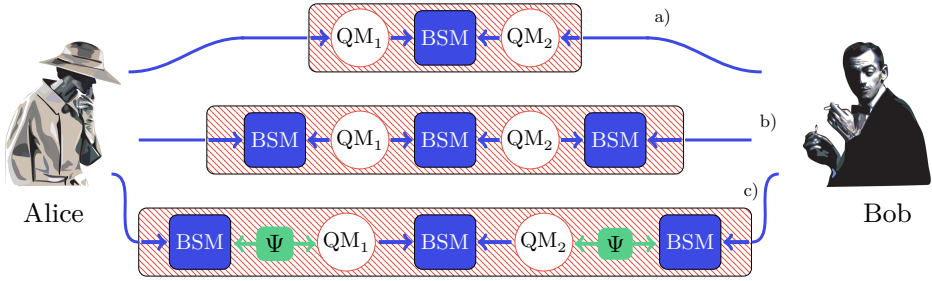 a)
QM₁ BSM QM₂
b)
BSM QM₁ BSM QM₂ BSM
c)
Alice
Bob
BSM Ψ QM₁ BSM QM₂ Ψ BSM